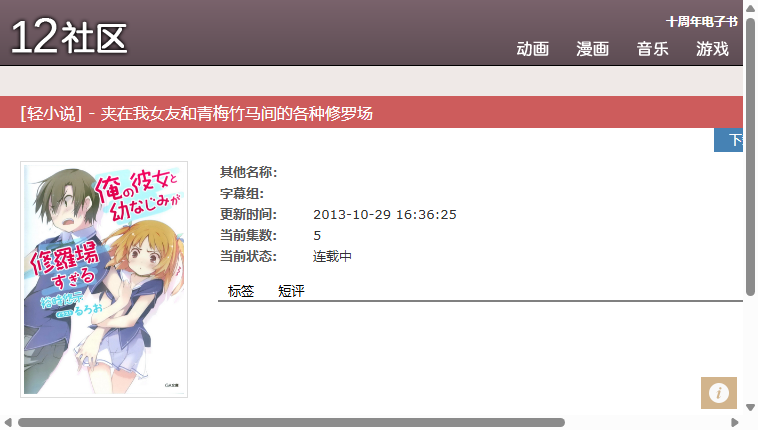 12社区
十周年电子书
动画 漫画 音乐 游戏
[轻小说] - 夹在我女友和青梅竹马间的各种修罗场
下
其他名称:
字幕组:
更新时间: 2013-10-29 16:36:25
当前集数: 5
当前状态: 连载中
标签 短评
俺の彼女と
幼なじみが
修羅場
すぎる
裕時悠示
るろお
GA文庫
i